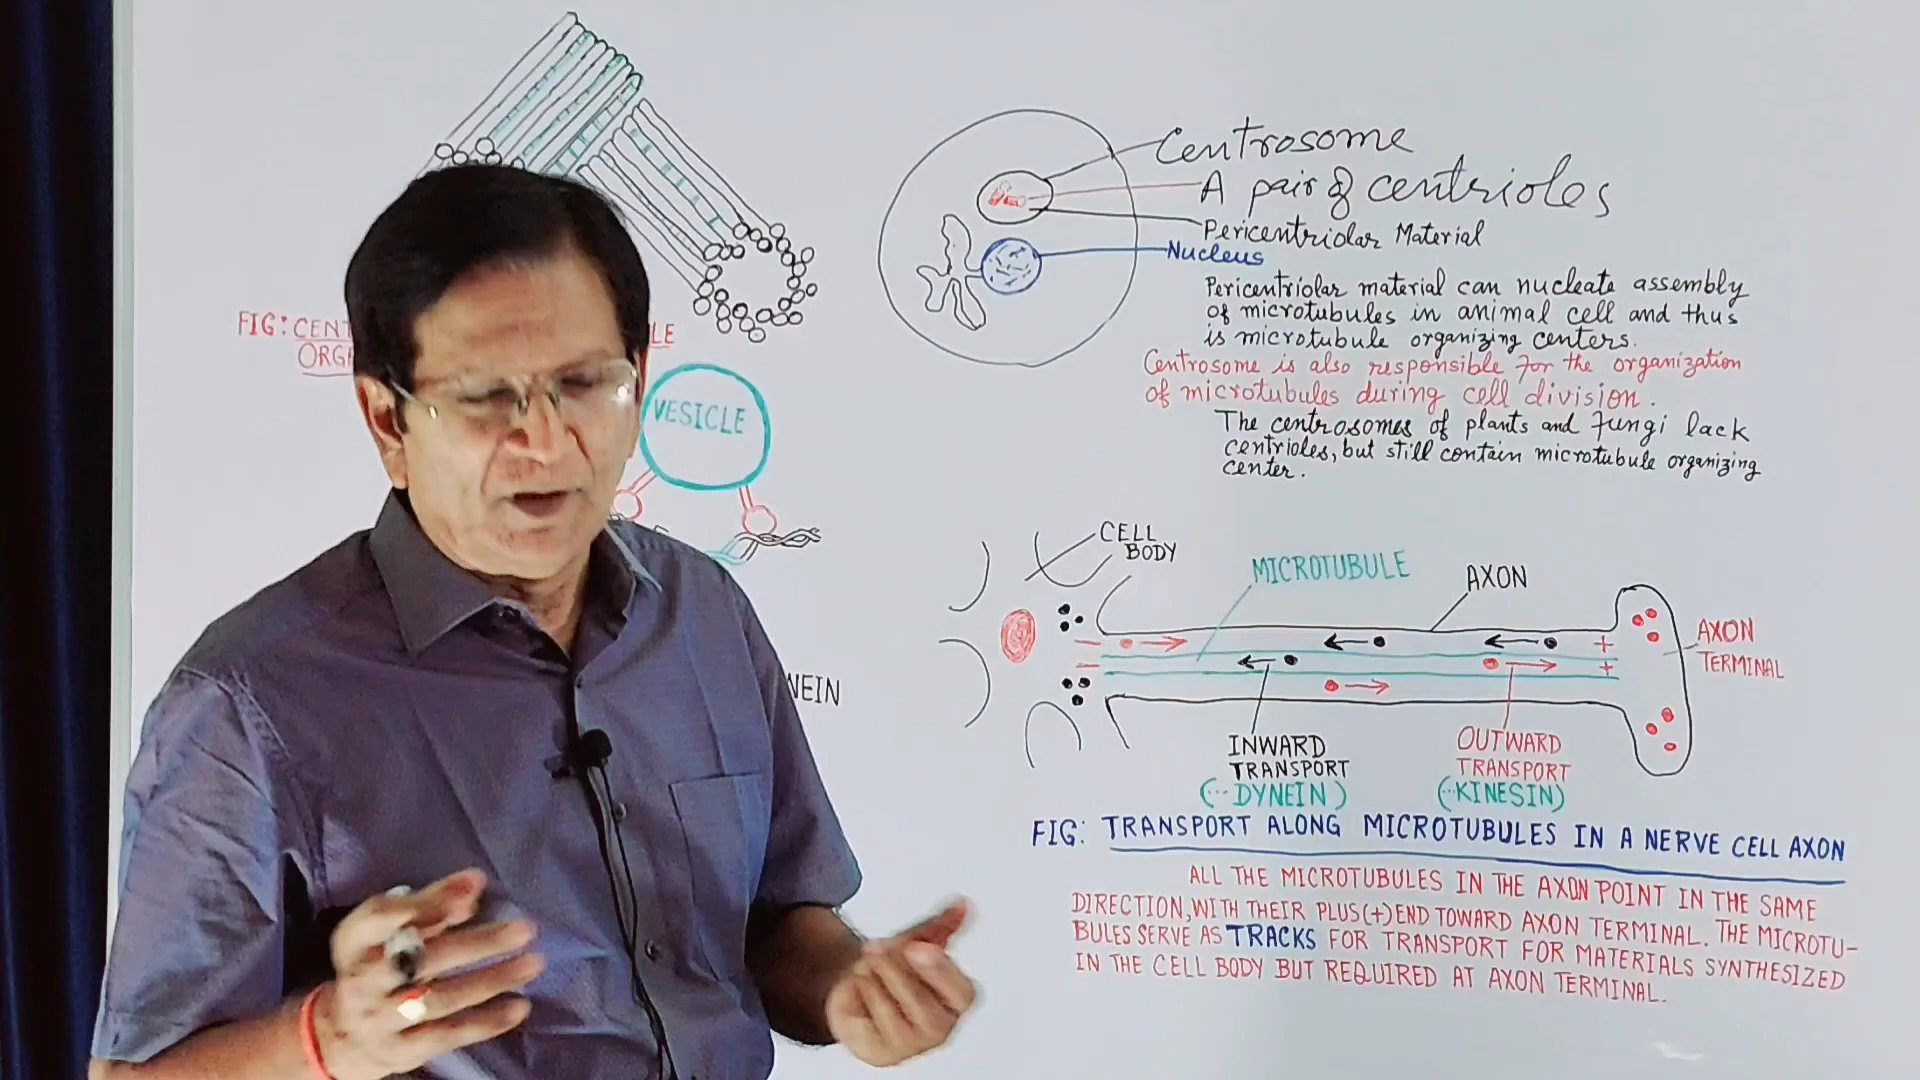 FIG:
VESICLE
Centrosome
A pair of centrioles
Pericentriolar Material
Nucleus
Pericentriolar material can nucleate assembly
of microtubules in animal cell and thus
is microtubule organizing centers.
Centrosome is also responsible for the organization
of microtubules during cell division.
The centrosomes of plants and fungi lack
centrioles, but still contain microtubule organizing
center.
CELL
BODY
MICROTUBULE
AXON
AXON
TERMINAL
- +
- +
INWARD
TRANSPORT
(··DYNEIN)
OUTWARD
TRANSPORT
(··KINESIN)
FIG: TRANSPORT ALONG MICROTUBULES IN A NERVE CELL AXON
ALL THE MICROTUBULES IN THE AXON POINT IN THE SAME
DIRECTION, WITH THEIR PLUS(+) END TOWARD AXON TERMINAL. THE MICROTU-
BULES SERVE AS TRACKS FOR TRANSPORT FOR MATERIALS SYNTHESIZED
IN THE CELL BODY BUT REQUIRED AT AXON TERMINAL.